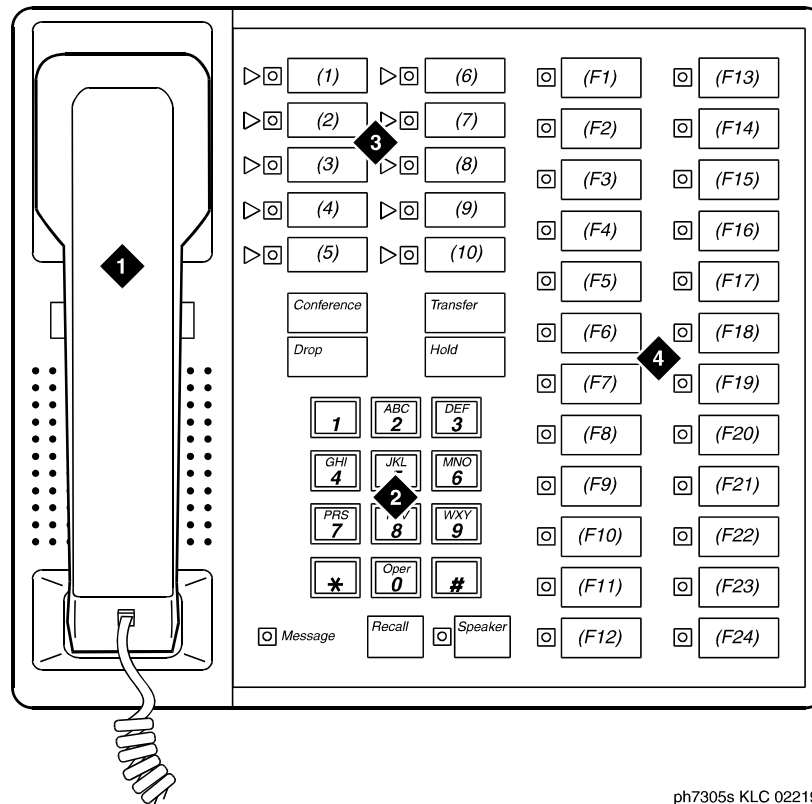 (1) (6) (F1) (F13)
(2) (7) (F2) (F14)
3
(3) (8) (F3) (F15)
(4) (9) (F4) (F16)
(5) (10) (F5) (F17)
1
Conference Transfer (F6) (F18)
Drop Hold
4
(F7) (F19)
1 ABC 2 DEF 3 (F8) (F20)
GHI 4 JKL MNO 6 (F9) (F21)
2
PRS 7 8 WXY 9 (F10) (F22)
* Oper 0 # (F11) (F23)
Message Recall Speaker (F12) (F24)
ph7305s KLC